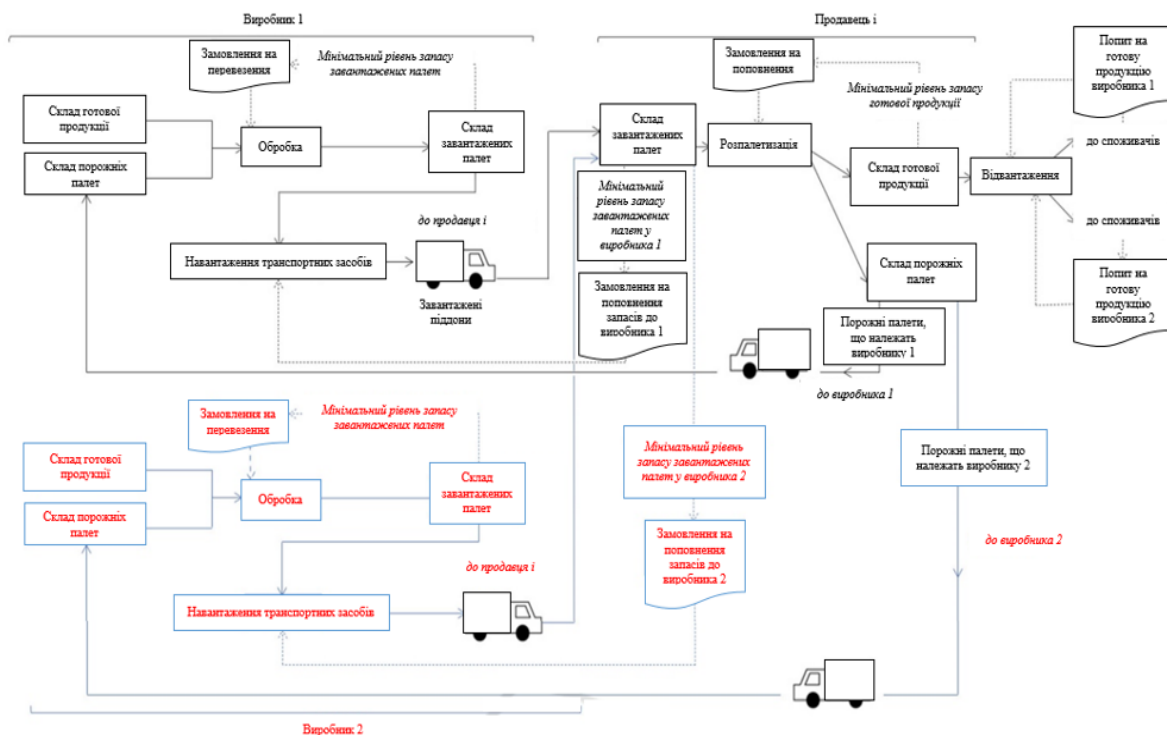 Виробник 1
Продавець і
Замовлення на
перевезення
Мінімальний рівень запасу
завантажених палет
Склад готової
продукції
Склад порожніх
палет
Обробка
Склад
завантажених
палет
Навантаження транспортних засобів
до продавця і
Завантажені
піддони
Склад
завантажених
палет
Мінімальний
рівень запасу
завантажених
палет у
виробника 1
Замовлення на
поповнення
запасів до
виробника 1
Замовлення на
поповнення
Мінімальний рівень запасу
готової продукції
Розпалетизація
Склад готової
продукції
Відвантаження
Попит на
готову
продукцію
виробника 1
до споживачів
до споживачів
Попит на
готову
продукцію
виробника 2
Склад порожніх
палет
Порожні палети,
що належать
виробнику 1
до виробника 1
Замовлення на
перевезення
Мінімальний рівень запасу
завантажених палет
Склад готової
продукції
Склад порожніх
палет
Обробка
Склад
завантажених
палет
Навантаження транспортних засобів
до продавця і
Мінімальний рівень
запасу завантажених
палет у виробника 2
Замовлення на
поповнення
запасів до
виробника 2
Порожні палети, що
належать виробнику 2
до виробника 2
Виробник 2